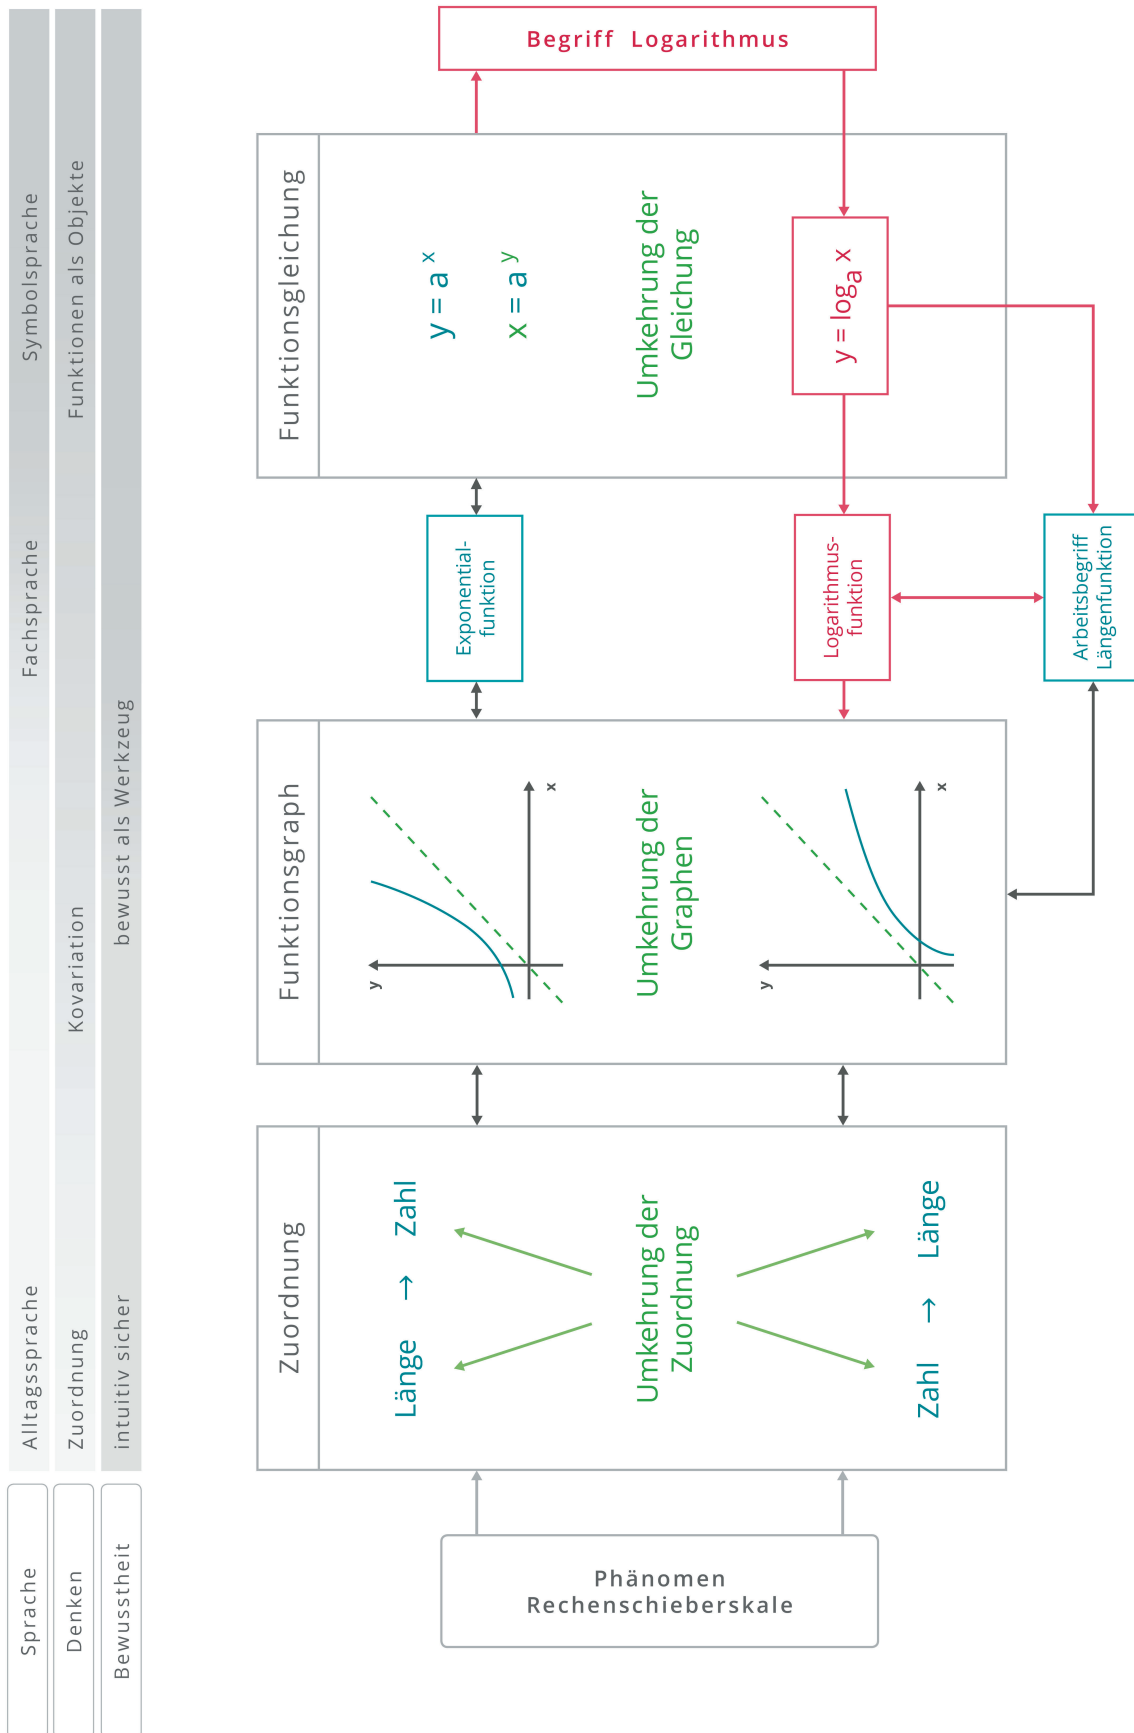 Begriff Logarithmus
Funktionsgleichung
y = a^x
x = a^y
Umkehrung der
Gleichung
y = log_a x
Exponential-
funktion
Logarithmus-
funktion
Arbeitsbegriff
Längenfunktion
Funktionsgraph
y
x
Umkehrung der
Graphen
y
x
Zuordnung
Länge → Zahl
Umkehrung der
Zuordnung
Zahl → Länge
Phänomen
Rechenschieberskale
Sprache
Alltagssprache
Fachsprache
Symbolsprache
Denken
Zuordnung
Kovariation
Funktionen als Objekte
Bewusstheit
intuitiv sicher
bewusst als Werkzeug